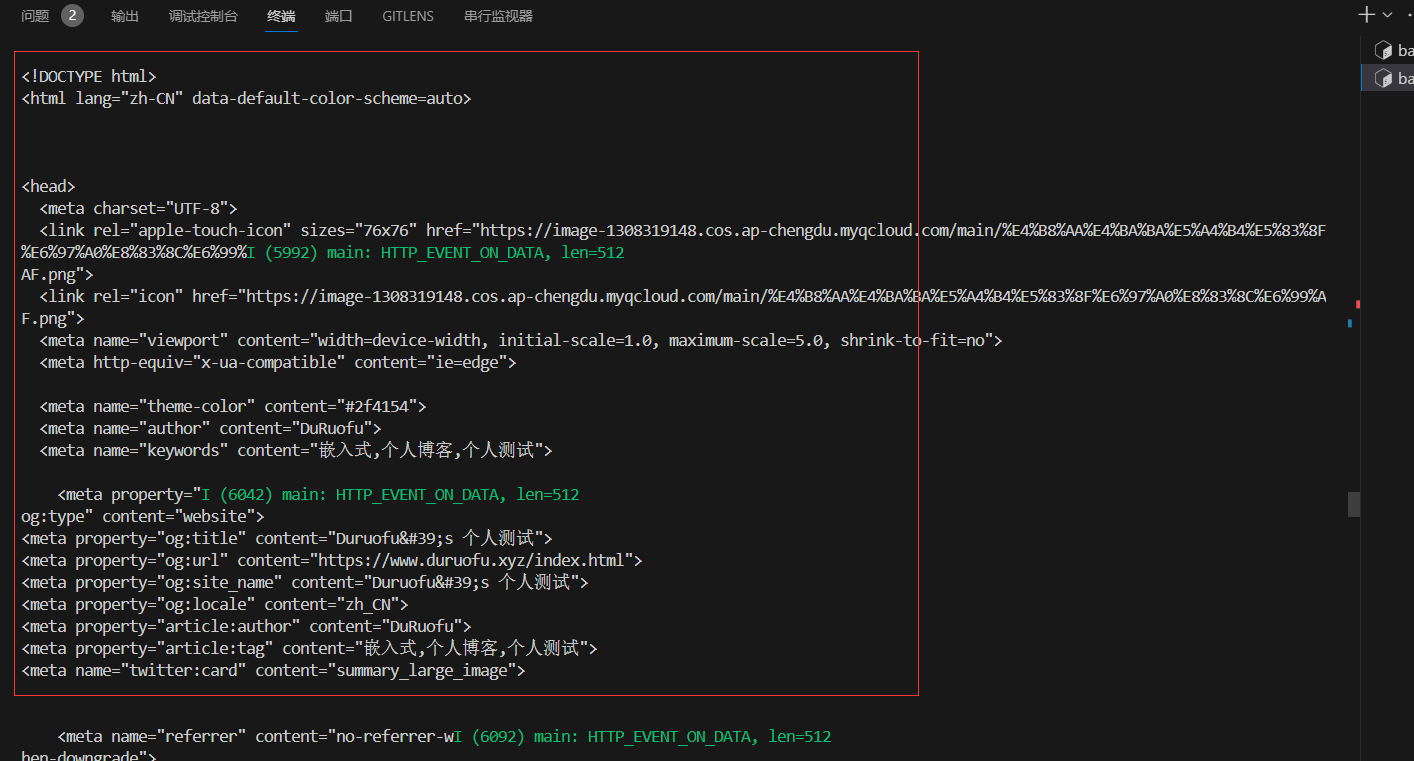 问题 2 输出 调试控制台 终端 端口 GITLENS 串行监视器
ba
ba
<!DOCTYPE html>
<html lang="zh-CN" data-default-color-scheme=auto>
<head>
<meta charset="UTF-8">
<link rel="apple-touch-icon" sizes="76x76" href="https://image-1308319148.cos.ap-chengdu.myqcloud.com/main/%E4%B8%AA%E4%BA%BA%E5%A4%B4%E5%83%8F
%E6%97%A0%E8%83%8C%E6%99%I (5992) main: HTTP_EVENT_ON_DATA, len=512
AF.png">
<link rel="icon" href="https://image-1308319148.cos.ap-chengdu.myqcloud.com/main/%E4%B8%AA%E4%BA%BA%E5%A4%B4%E5%83%8F%E6%97%A0%E8%83%8C%E6%99%A
F.png">
<meta name="viewport" content="width=device-width, initial-scale=1.0, maximum-scale=5.0, shrink-to-fit=no">
<meta http-equiv="x-ua-compatible" content="ie=edge">
<meta name="theme-color" content="#2f4154">
<meta name="author" content="DuRuofu">
<meta name="keywords" content="嵌入式,个人博客,个人测试">
<meta property="I (6042) main: HTTP_EVENT_ON_DATA, len=512
og:type" content="website">
<meta property="og:title" content="Duruofu&#39;s 个人测试">
<meta property="og:url" content="https://www.duruofu.xyz/index.html">
<meta property="og:site_name" content="Duruofu&#39;s 个人测试">
<meta property="og:locale" content="zh_CN">
<meta property="article:author" content="DuRuofu">
<meta property="article:tag" content="嵌入式,个人博客,个人测试">
<meta name="twitter:card" content="summary_large_image">
<meta name="referrer" content="no-referrer-wI (6092) main: HTTP_EVENT_ON_DATA, len=512
hen-downgrade">